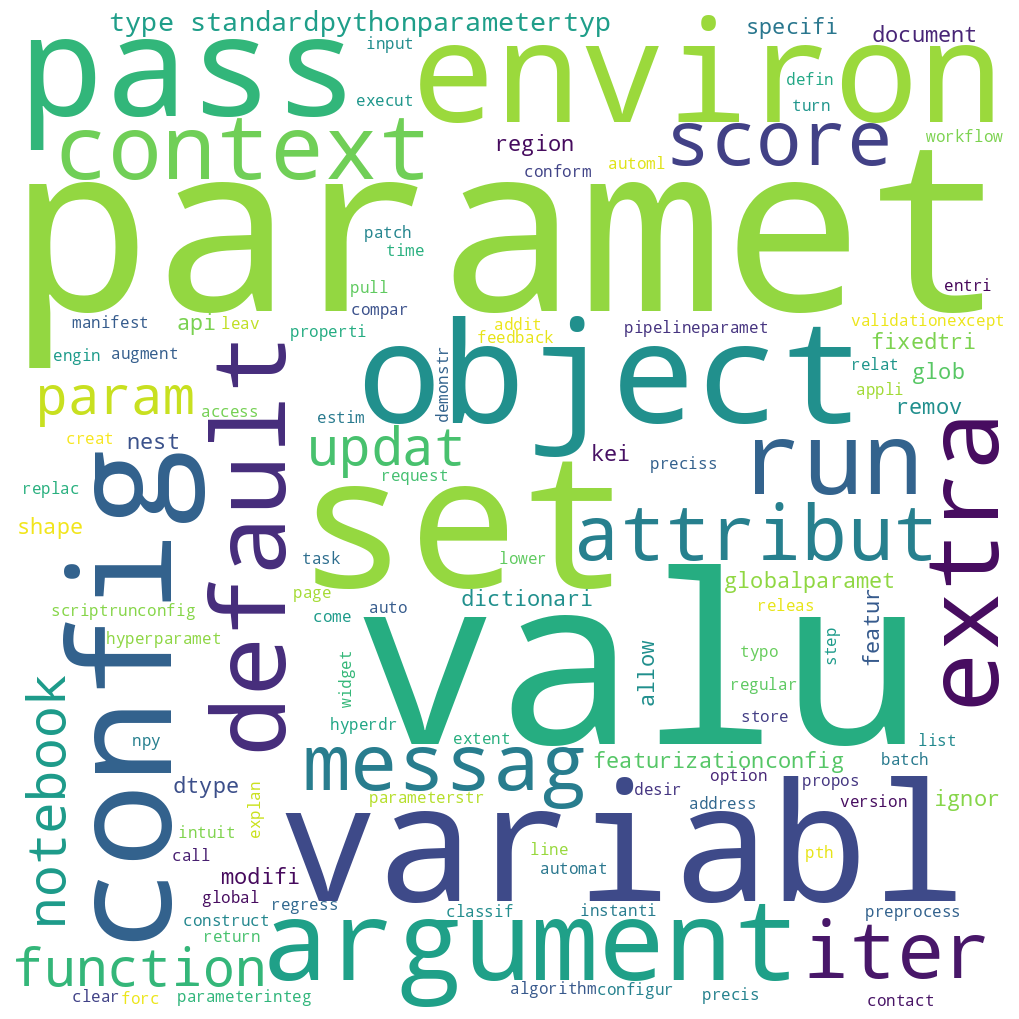 type standardpythonparametertyp
pass
input
execut
environ
specifi
document
defin
turn
context
region
conform
automl
score
workflow
paramet
patch
time
pull
compar
entri
manifest
api
leav
properti
addit
feedback
pipelineparamet
validationexcept
fixedtri
engin
augment
default
object
demonstr
relat
glob
appli
remov
param
access
estim
creat
nest
updat
request
kei
preciss
run
extra
replac
config
set
attribut
shape
task
lower
page
globalparamet
scriptrunconfig
come
auto
dictionari
releas
hyperparamet
valu
allow
typo
step
featur
widget
regular
notebook
npy
hyperdr
extent
store
list
messag
featurizationconfig
batch
dtype
parameterstr
desir
option
propos
address
version
ignor
explan
variabl
intuit
call
line
automat
pth
modifi
global
regress
classif
instanti
preprocess
construct
return
argument
iter
function
clear
forc
parameterinteg
algorithm
configur
precis
contact